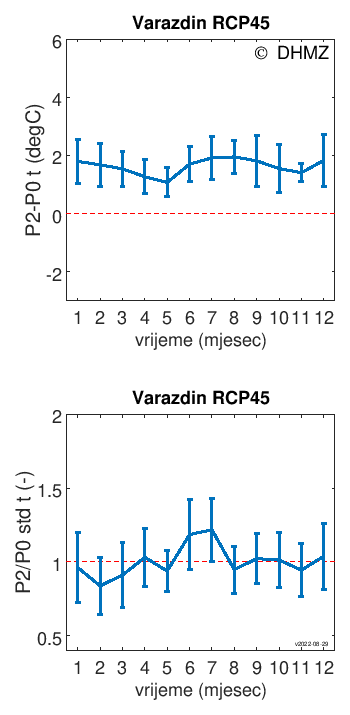 Varazdin RCP45
© DHMZ
6
4
2
0
-2
P2-P0 t (degC)
1 2 3 4 5 6 7 8 9 10 11 12
vrijeme (mjesec)
Varazdin RCP45
2
1.5
1
0.5
P2/P0 std t (-)
v2022-08-29
1 2 3 4 5 6 7 8 9 10 11 12
vrijeme (mjesec)